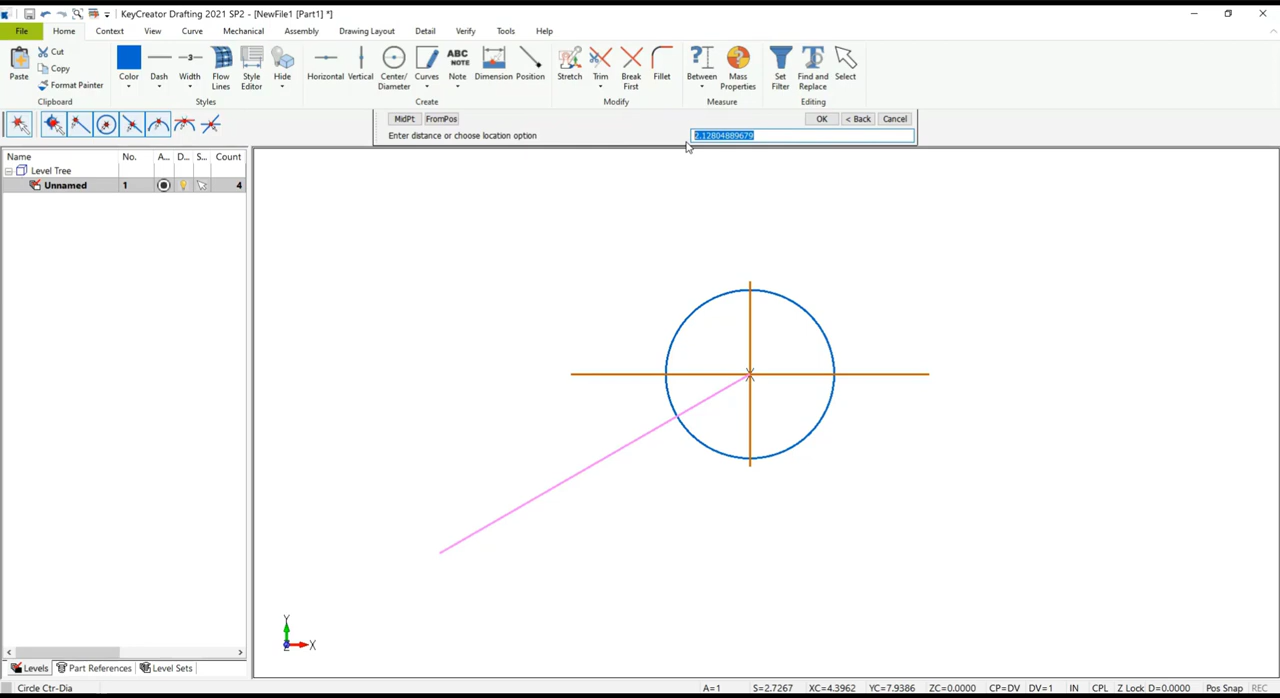 KeyCreator Drafting 2021 SP2 - [NewFile1 [Part1] *]
File Home Context View Curve Mechanical Assembly Drawing Layout Detail Verify Tools Help
Paste Cut Copy Format Painter
Color Dash Width Flow Lines Style Editor Hide
Horizontal Vertical Center/ Diameter Curves ABC NOTE Note Dimension Position
Stretch Trim Break First Fillet
Between Mass Properties
Set Filter Find and Replace Select
Clipboard Styles Create Modify Measure Editing
MidPt FromPos OK < Back Cancel
Enter distance or choose location option 2.12804889679
Name No. A... D... S... Count
Level Tree
Unnamed 1 4
Y
Z X
Levels Part References Level Sets
Circle Ctr-Dia A=1 S=2.7267 XC=4.3962 YC=7.9386 ZC=0.0000 CP=DV DV=1 IN CPL Z Lock D=0.0000 Pos Snap REC